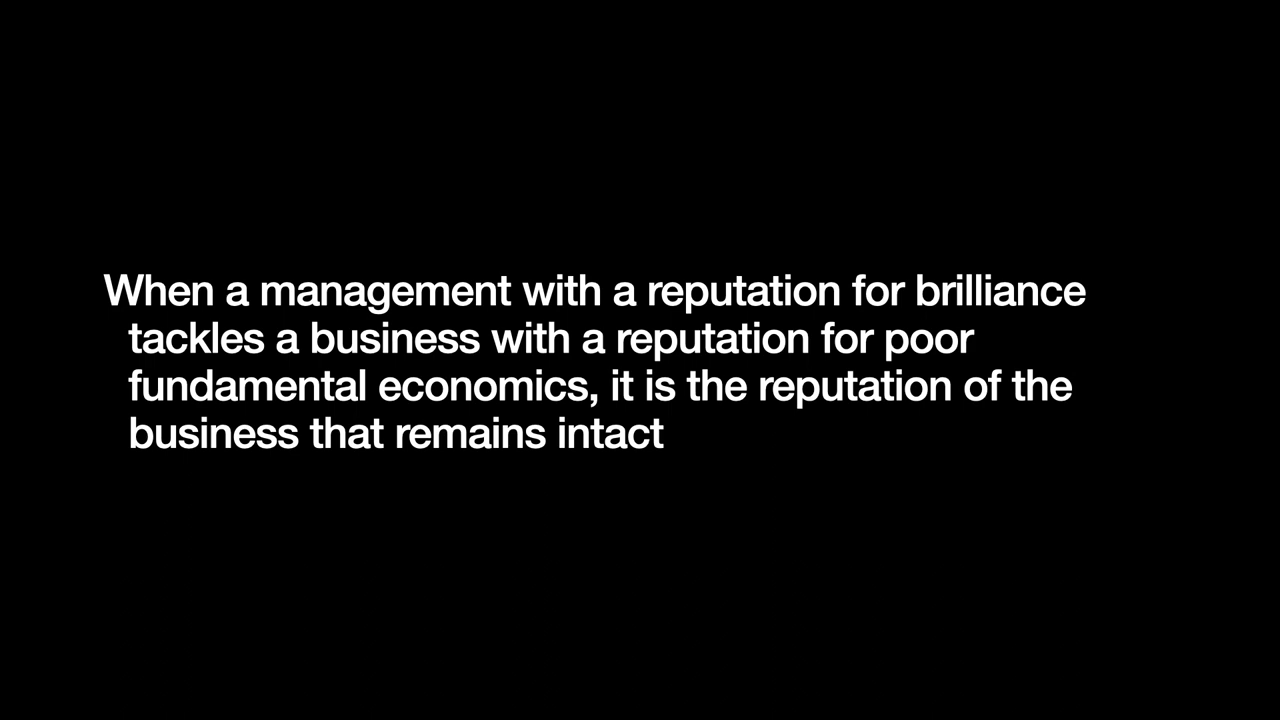 When a management with a reputation for brilliance
tackles a business with a reputation for poor
fundamental economics, it is the reputation of the
business that remains intact